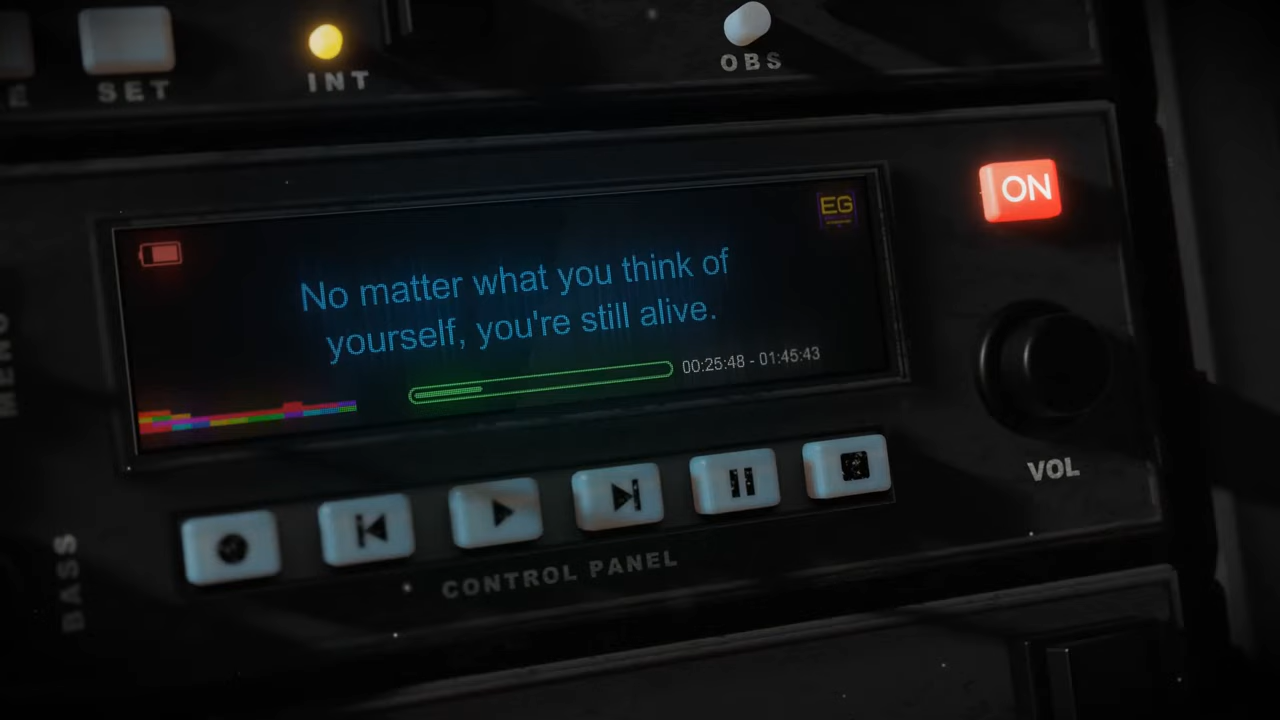 SET
INT
OBS
ON
EG
No matter what you think of
yourself, you're still alive.
00:25:48 - 01:45:43
MENU
VOL
BASS
CONTROL PANEL